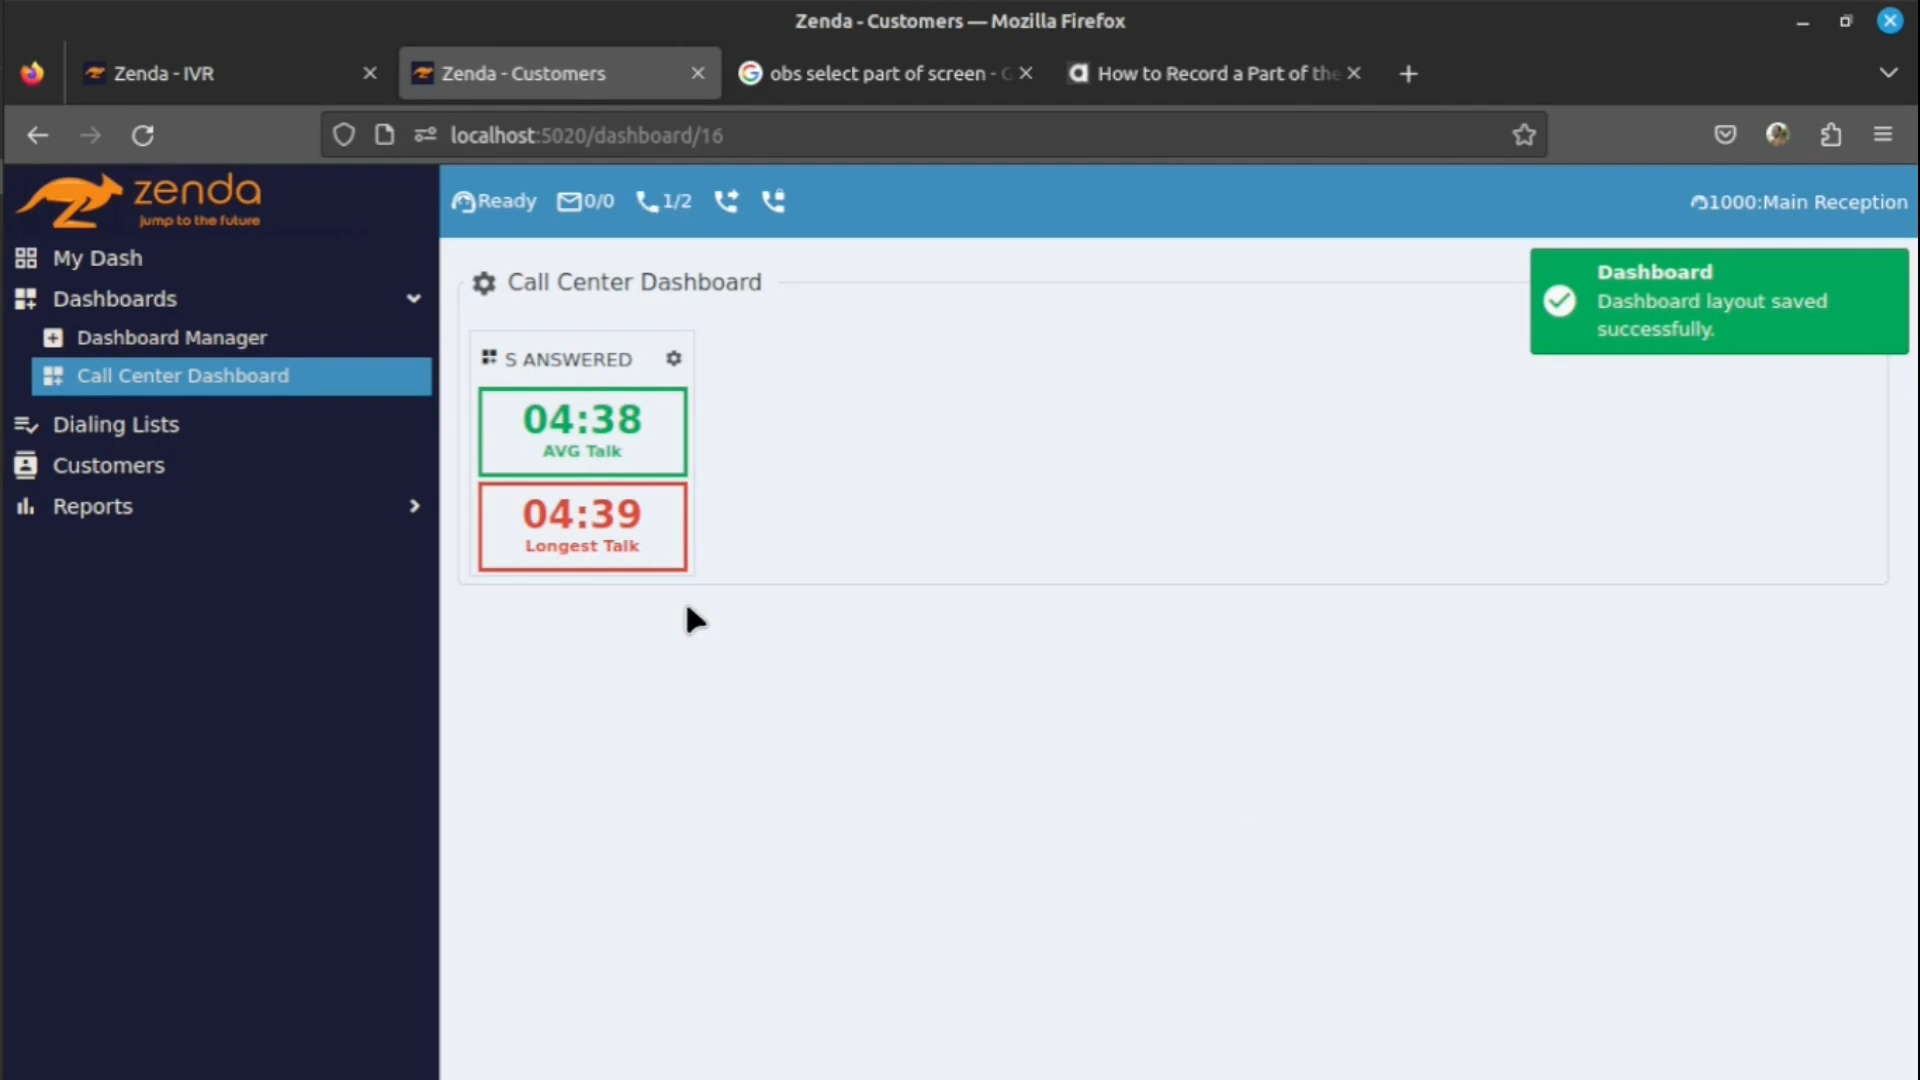 Zenda - Customers — Mozilla Firefox
Zenda - IVR
Zenda - Customers
obs select part of screen - G
How to Record a Part of the
localhost:5020/dashboard/16
zenda
jump to the future
Ready
0/0
1/2
1000:Main Reception
My Dash
Dashboards
Dashboard Manager
Call Center Dashboard
Dialing Lists
Customers
Reports
Call Center Dashboard
S ANSWERED
04:38
AVG Talk
04:39
Longest Talk
Dashboard
Dashboard layout saved
successfully.